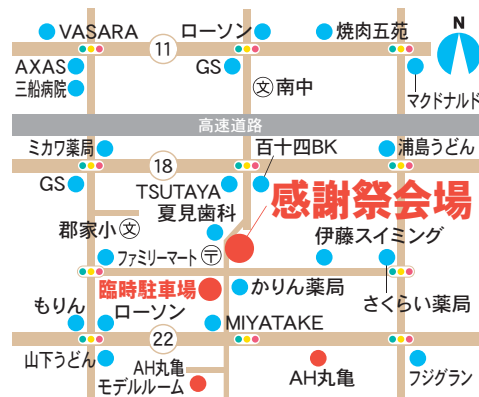 N
VASARA
ローソン
焼肉五苑
11
AXAS
GS
三船病院
文南中
マクドナルド
高速道路
ミカワ薬局
18
百十四BK
浦島うどん
GS
TSUTAYA
夏見歯科
感謝祭会場
郡家小文
ファミリーマート
〒
伊藤スイミング
臨時駐車場
かりん薬局
さくらい薬局
もりん
ローソン
22
MIYATAKE
山下うどん
AH丸亀
モデルルーム
AH丸亀
フジグラン